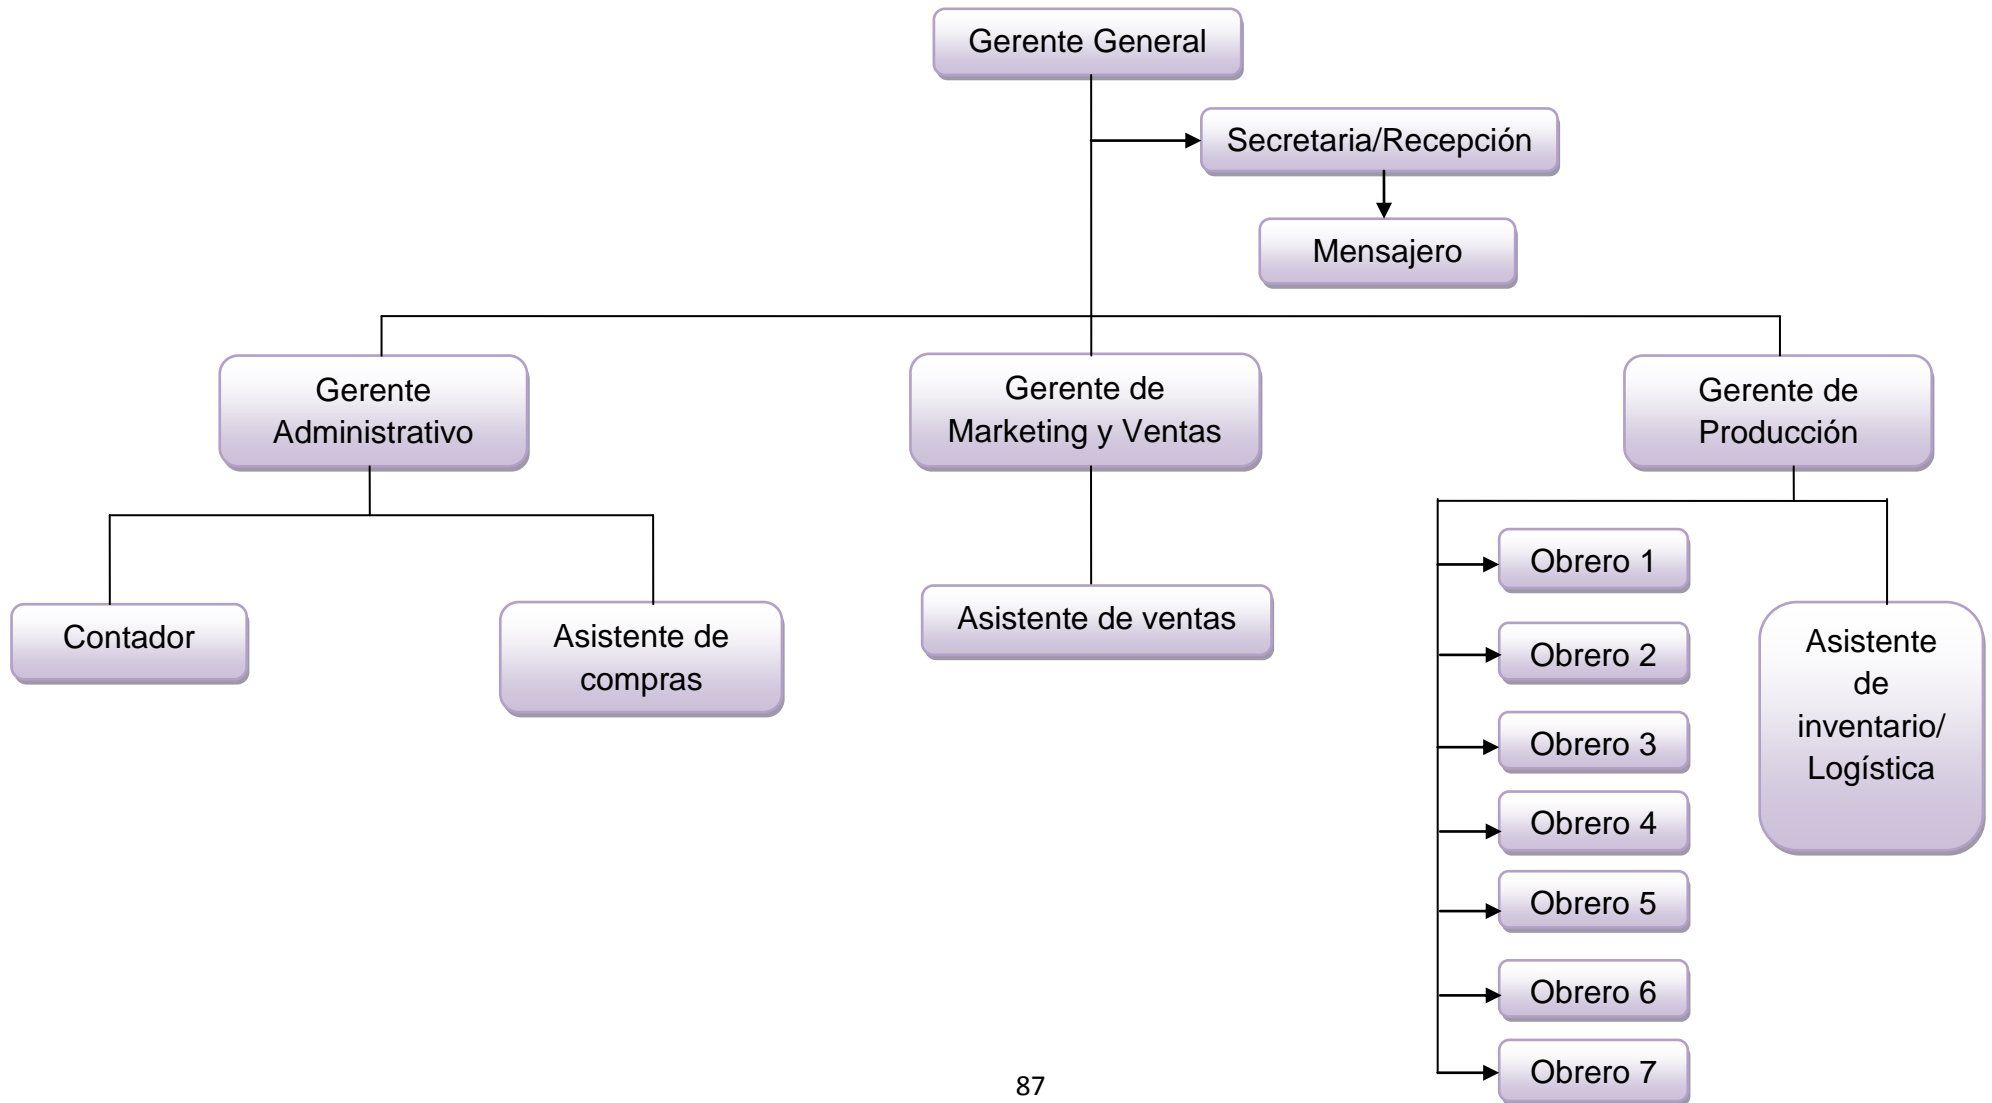 Gerente General
Secretaria/Recepción
Mensajero
Gerente
Administrativo
Gerente de
Marketing y Ventas
Gerente de
Producción
Contador
Asistente de
compras
Asistente de ventas
Obrero 1
Obrero 2
Obrero 3
Obrero 4
Obrero 5
Obrero 6
Obrero 7
Asistente
de
inventario/
Logística
87